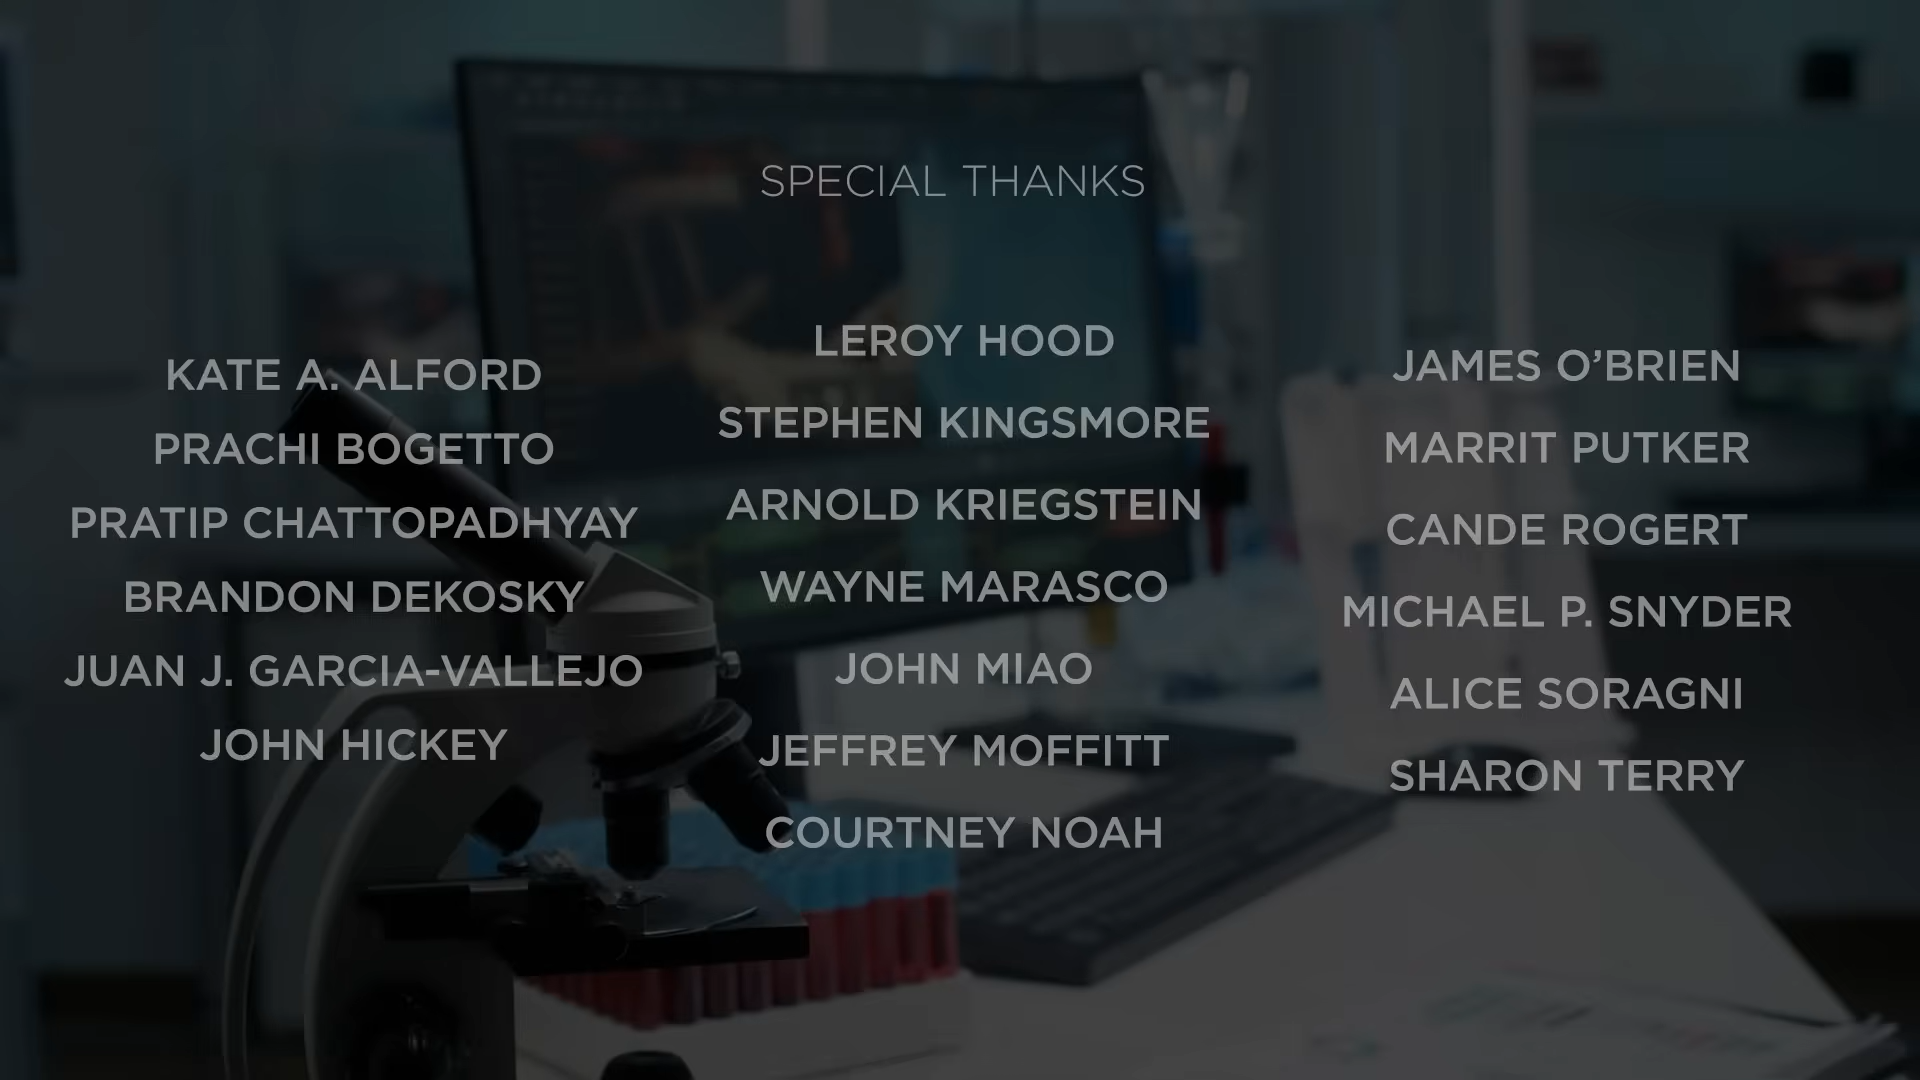 SPECIAL THANKS
KATE A. ALFORD
PRACHI BOGETTO
PRATIP CHATTOPADHYAY
BRANDON DEKOSKY
JUAN J. GARCIA-VALLEJO
JOHN HICKEY
LEROY HOOD
STEPHEN KINGSMORE
ARNOLD KRIEGSTEIN
WAYNE MARASCO
JOHN MIAO
JEFFREY MOFFITT
COURTNEY NOAH
JAMES O’BRIEN
MARRIT PUTKER
CANDE ROGERT
MICHAEL P. SNYDER
ALICE SORAGNI
SHARON TERRY